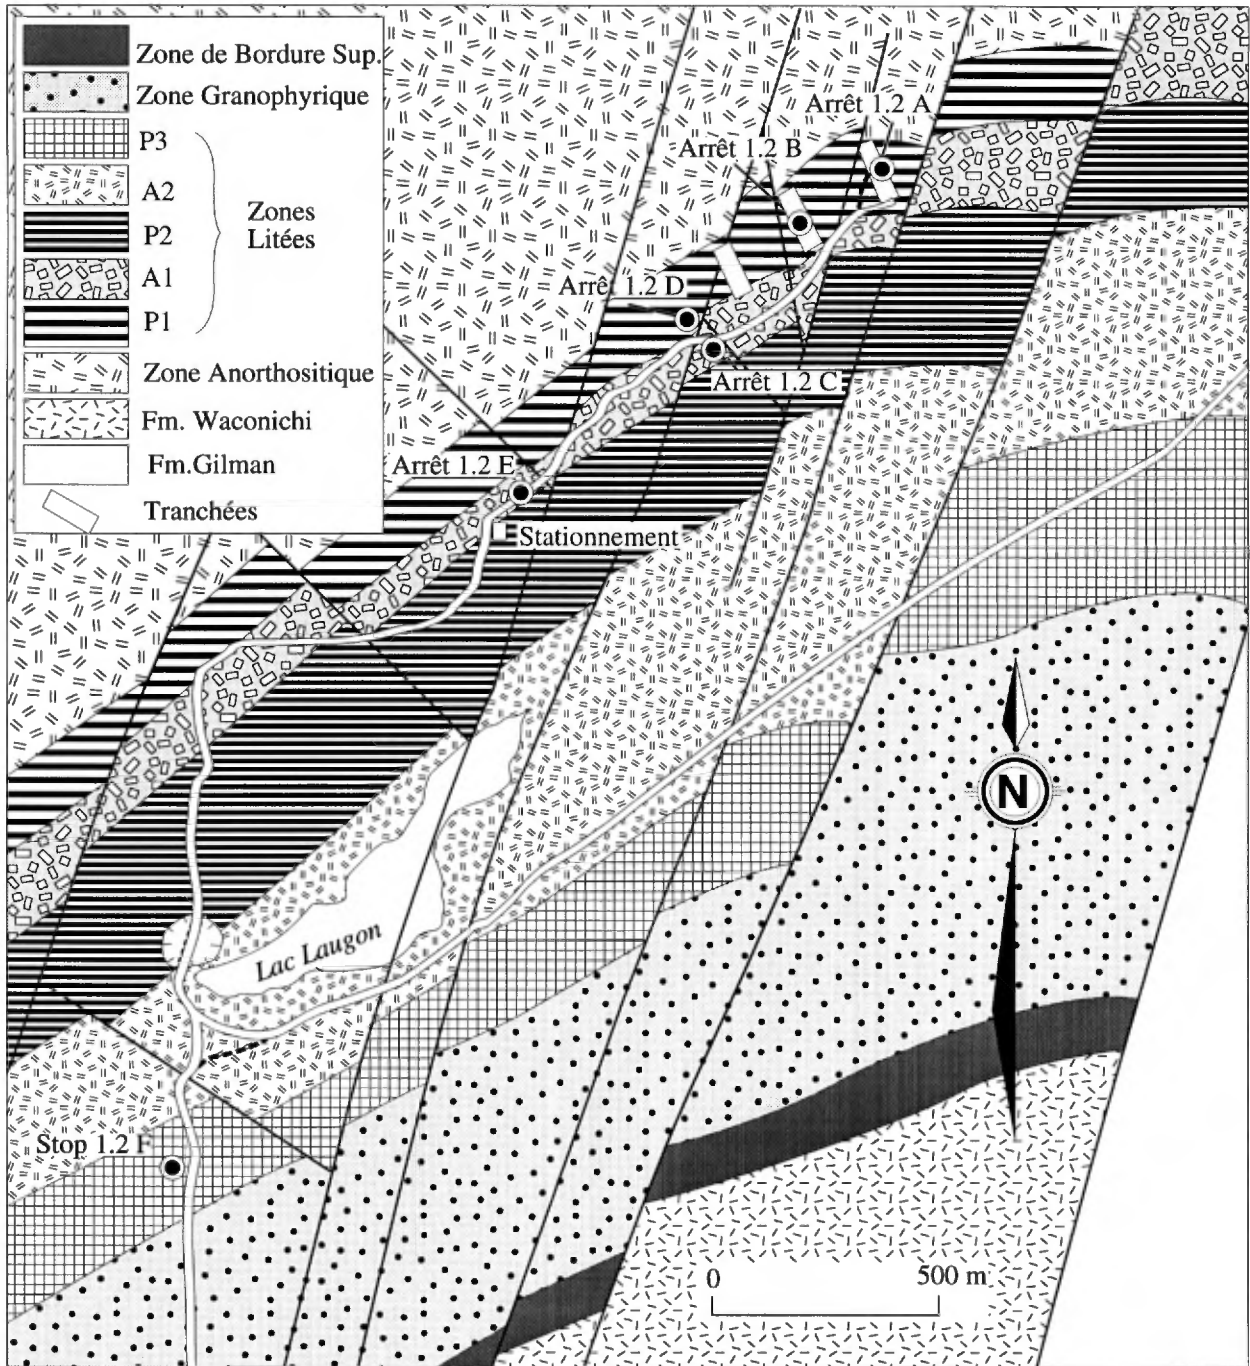 Zone de Bordure Sup.
Zone Granophyrique
P3
A2
P2
A1
P1
Zones
Litées
Zone Anorthositique
Fm. Waconichi
Fm.Gilman
Tranchées
Arrêt 1.2 A
Arrêt 1.2 B
Arrêt 1.2 D
Arrêt 1.2 C
Arrêt 1.2 E
Stationnement
N
Lac Laugon
Stop 1.2 F
0 500 m